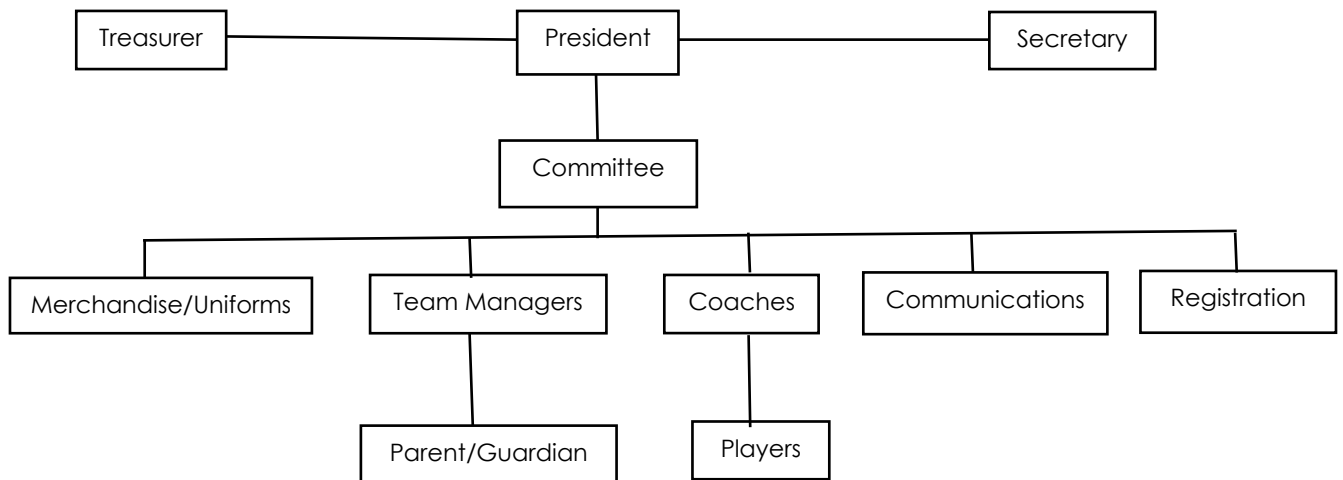 Treasurer
President
Secretary
Committee
Merchandise/Uniforms
Team Managers
Coaches
Communications
Registration
Parent/Guardian
Players